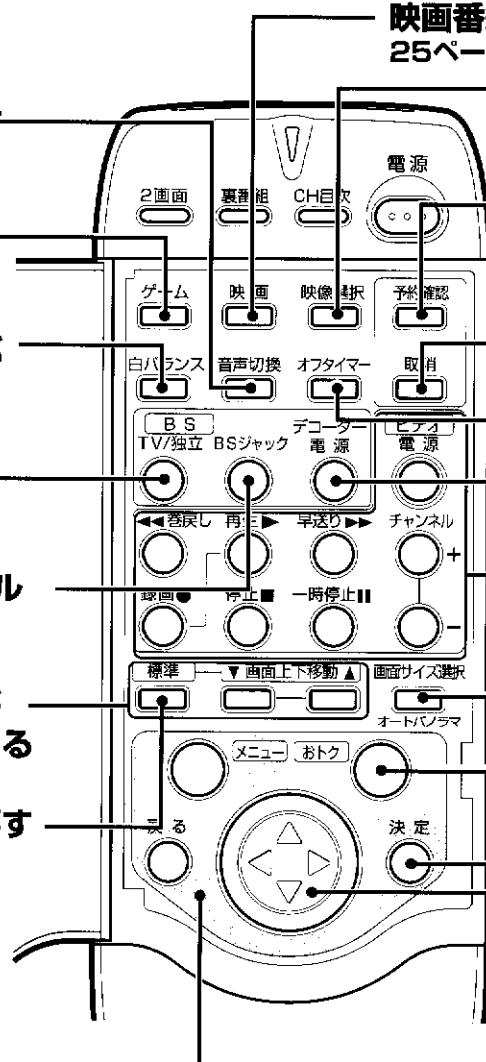 映画番
25ペー
電源
2画面 裏番組 CH目次
ゲーム 映画 映像選択 予約確認
白バランス 音声切換 オフタイマー 取消
BS デコーダー ビデオ
TV/独立 BSジャック 電源 電源
◀◀巻戻し 再生▶ 早送り▶▶ チャンネル
+
ル
録画● 停止■ 一時停止II
−
標準 ▼画面上下移動▲ 画面サイズ選択
オートパノラマ
る
メニュー おトク
す
戻る 決定